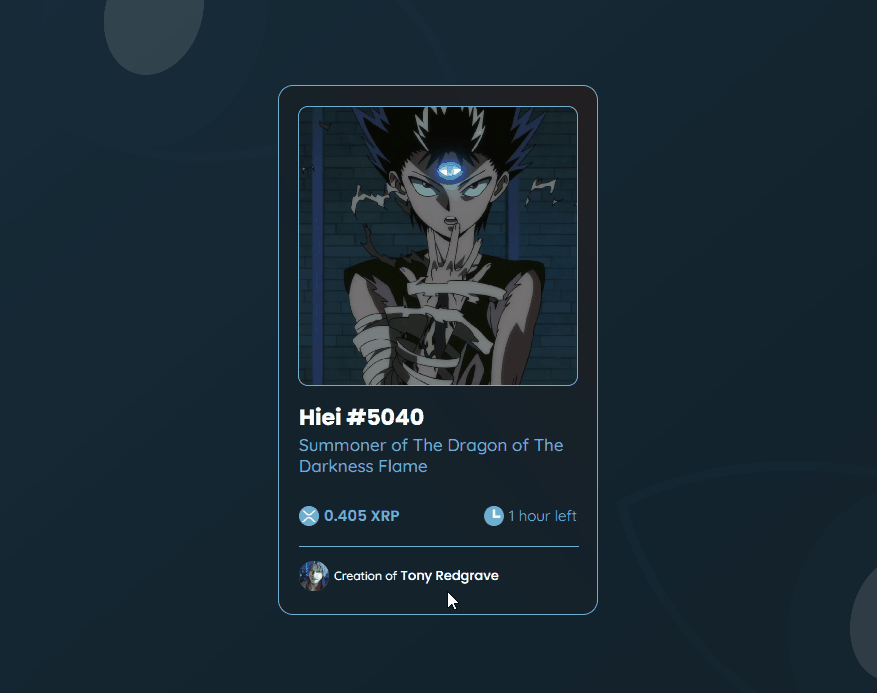 Hiei #5040
Summoner of The Dragon of The
Darkness Flame
0.405 XRP
1 hour left
Creation of Tony Redgrave